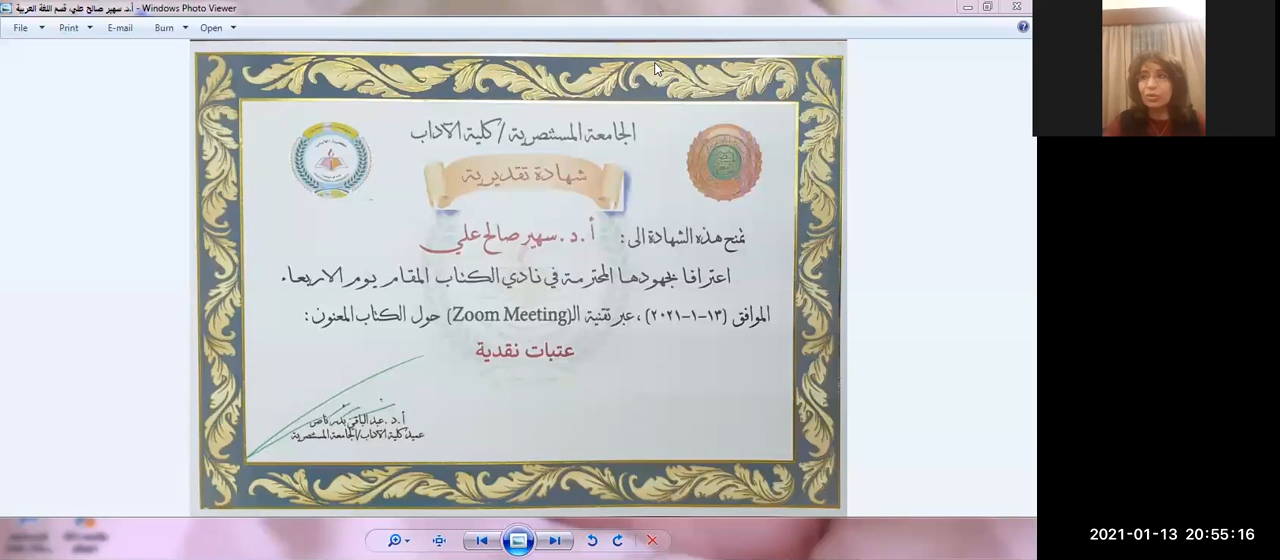 أ.د. سهير صالح علي، قسم اللغة العربية - Windows Photo Viewer
File Print E-mail Burn Open
الجامعة المستنصرية / كلية الآداب
شهادة تقديرية
تمنح هذه الشهادة الى: أ.د. سهير صالح علي
اعترافا بجهودها المحترمة في نادي الكتاب المقام يوم الاربعاء
الموافق (١٣-١-٢٠٢١)، عبر تقنية الـ(Zoom Meeting) حول الكتاب المعنون:
عتبات نقدية
أ.د. عبد الباقي بدر ناصر
عميد كلية الآداب/الجامعة المستنصرية
2021-01-13 20:55:16